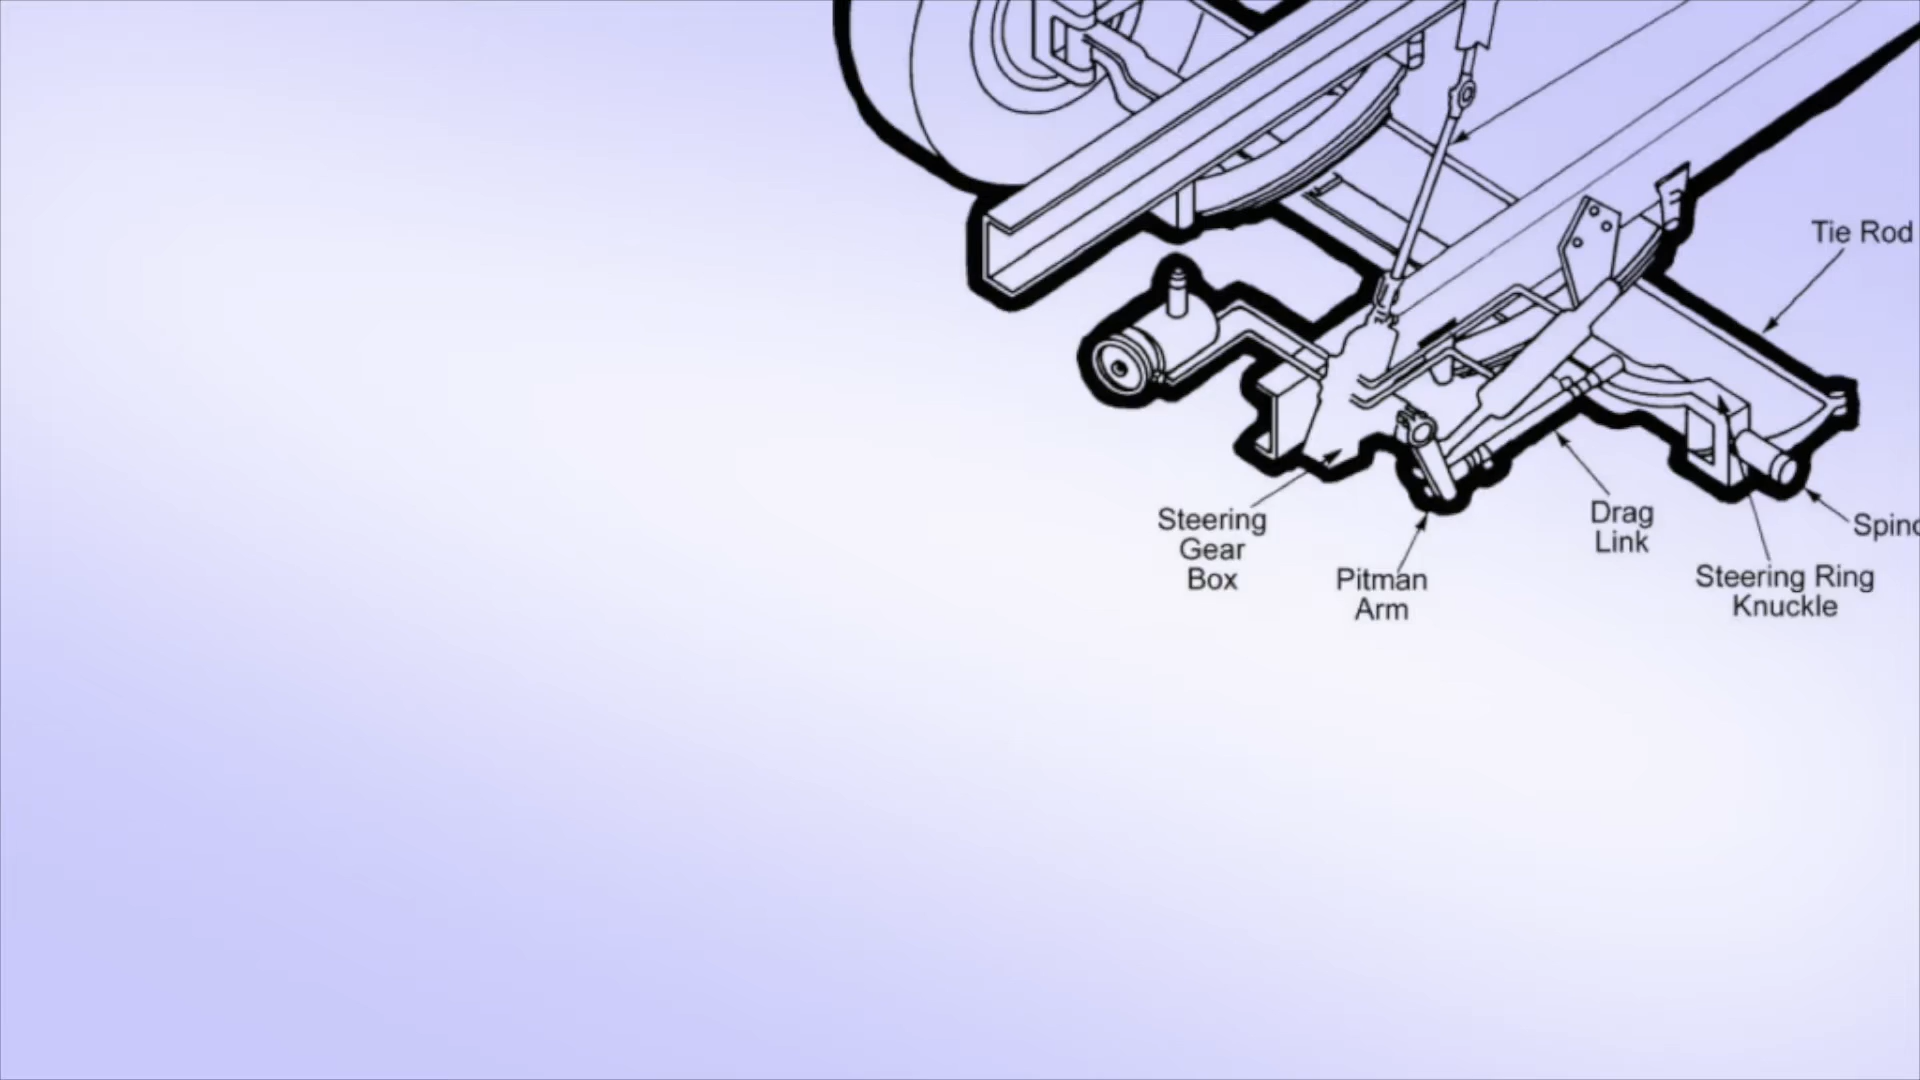 Tie Rod
Steering
Gear
Box
Pitman
Arm
Drag
Link
Steering Ring
Knuckle